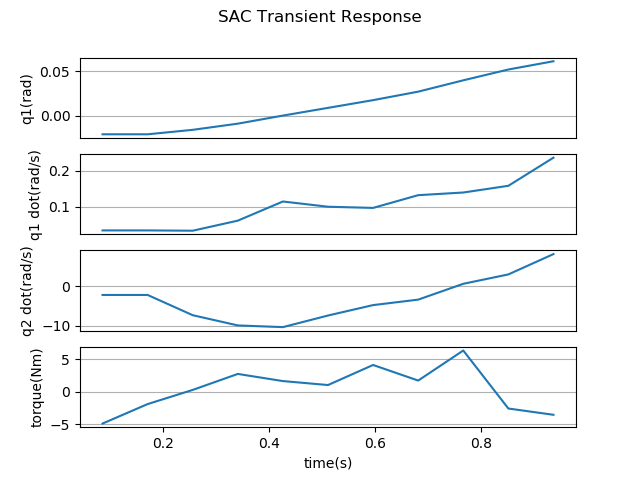 SAC Transient Response
q1(rad)
0.05
0.00
q1 dot(rad/s)
0.2
0.1
q2 dot(rad/s)
0
−10
torque(Nm)
5
0
−5
0.2 0.4 0.6 0.8
time(s)